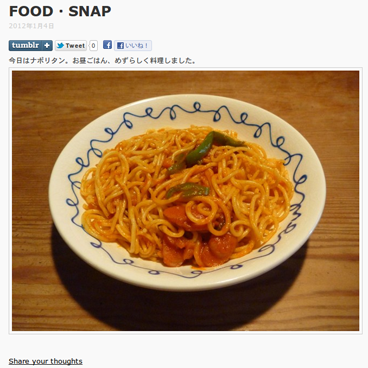 FOOD・SNAP
2012年1月4日
tumblr + Tweet 0 いいね！
今日はナポリタン。お昼ごはん、めずらしく料理しました。
Share your thoughts